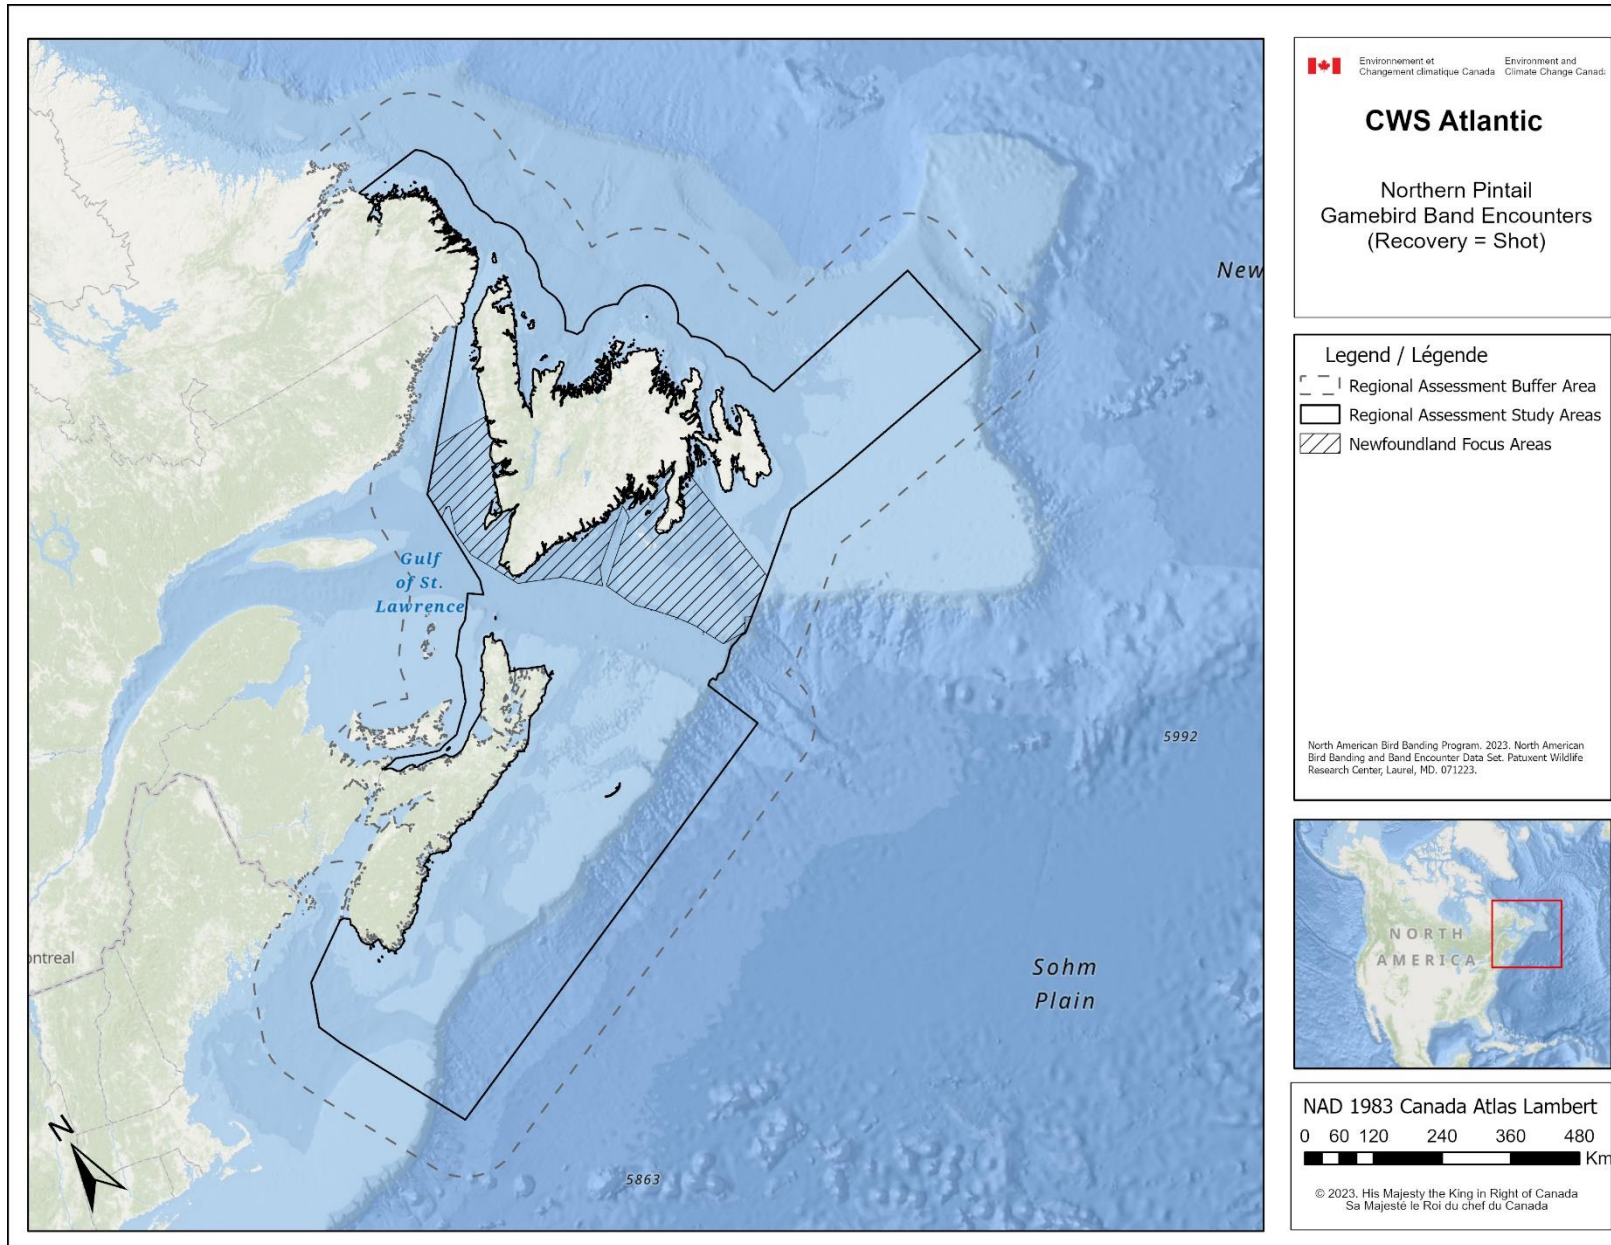 Environnement et
Changement climatique Canada
Environment and
Climate Change Canada
CWS Atlantic
Northern Pintail
Gamebird Band Encounters
(Recovery = Shot)
New
Legend / Légende
Regional Assessment Buffer Area
Regional Assessment Study Areas
Newfoundland Focus Areas
Gulf
of St.
Lawrence
5992
North American Bird Banding Program. 2023. North American
Bird Banding and Band Encounter Data Set. Patuxent Wildlife
Research Center, Laurel, MD. 071223.
ontreal
Sohm
Plain
NORTH
AMERICA
N
5863
NAD 1983 Canada Atlas Lambert
0 60 120 240 360 480
Km
© 2023. His Majesty the King in Right of Canada
Sa Majesté le Roi du chef du Canada